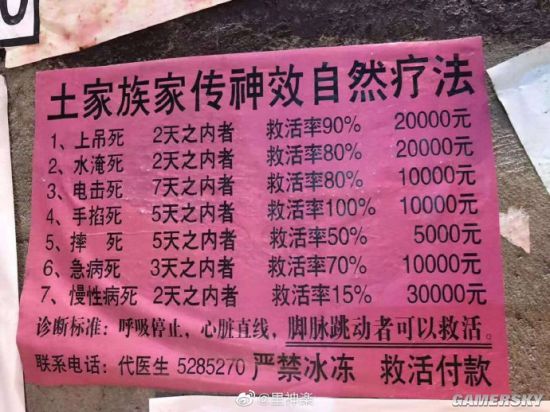 土家族家传神效自然疗法
1、上吊死 2天之内者 救活率90% 20000元
2、水淹死 2天之内者 救活率80% 20000元
3、电击死 7天之内者 救活率80% 10000元
4、手掐死 5天之内者 救活率100% 10000元
5、摔 死 5天之内者 救活率50% 5000元
6、急病死 3天之内者 救活率70% 10000元
7、慢性病死 2天之内者 救活率15% 30000元
诊断标准：呼吸停止，心脏直线，脚脉跳动者可以救活。
联系电话：代医生 5285270 严禁冰冻 救活付款
@里神楽
GAMERSKY